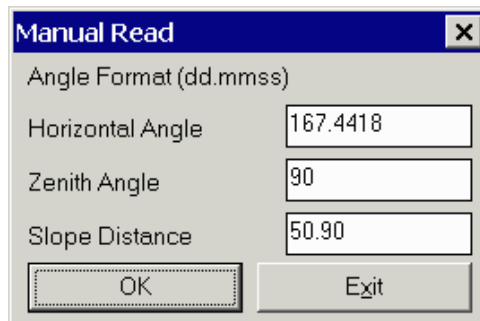 Manual Read
Angle Format (dd.mmss)
Horizontal Angle 167.4418
Zenith Angle 90
Slope Distance 50.90
OK Exit